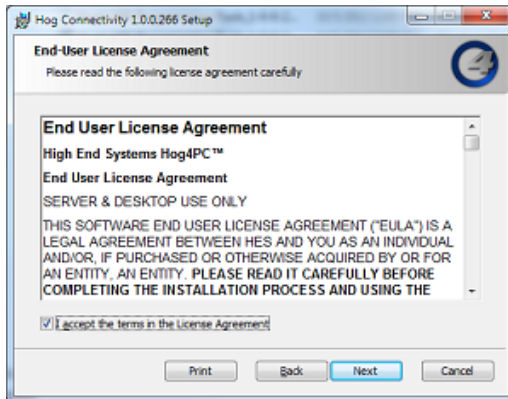 Hog Connectivity 1.0.0.266 Setup
End-User License Agreement
Please read the following license agreement carefully
4
End User License Agreement
High End Systems Hog4PC™
End User License Agreement
SERVER & DESKTOP USE ONLY
THIS SOFTWARE END USER LICENSE AGREEMENT ("EULA") IS A
LEGAL AGREEMENT BETWEEN HES AND YOU AS AN INDIVIDUAL
AND/OR, IF PURCHASED OR OTHERWISE ACQUIRED BY OR FOR
AN ENTITY, AN ENTITY. PLEASE READ IT CAREFULLY BEFORE
COMPLETING THE INSTALLATION PROCESS AND USING THE
I accept the terms in the License Agreement
Print Back Next Cancel